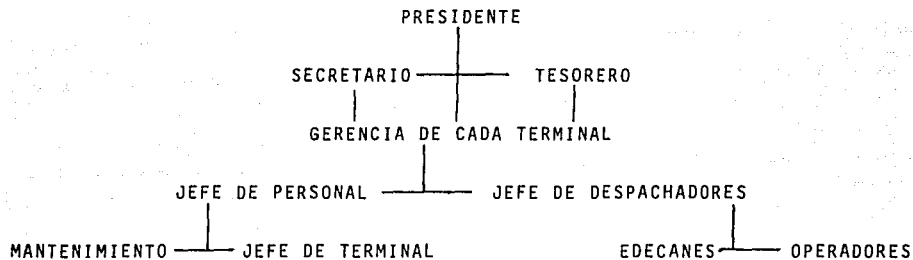 PRESIDENTE
SECRETARIO TESORERO
GERENCIA DE CADA TERMINAL
JEFE DE PERSONAL JEFE DE DESPACHADORES
MANTENIMIENTO JEFE DE TERMINAL EDECANES OPERADORES